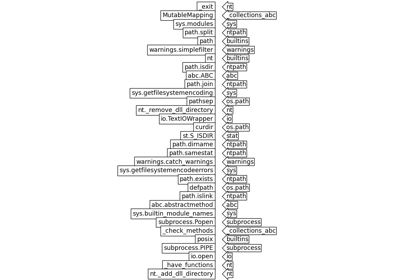 _exit nt
MutableMapping _collections_abc
sys.modules sys
path.split ntpath
path builtins
warnings.simplefilter warnings
nt builtins
path.isdir ntpath
abc.ABC abc
path.join ntpath
sys.getfilesystemencoding sys
pathsep os.path
nt._remove_dll_directory nt
io.TextIOWrapper io
curdir os.path
st.S_ISDIR stat
path.dirname ntpath
path.samestat ntpath
warnings.catch_warnings warnings
sys.getfilesystemencodeerrors sys
path.exists ntpath
defpath os.path
path.islink ntpath
abc.abstractmethod abc
sys.builtin_module_names sys
subprocess.Popen subprocess
_check_methods _collections_abc
posix builtins
subprocess.PIPE subprocess
io.open io
_have_functions nt
nt._add_dll_directory nt